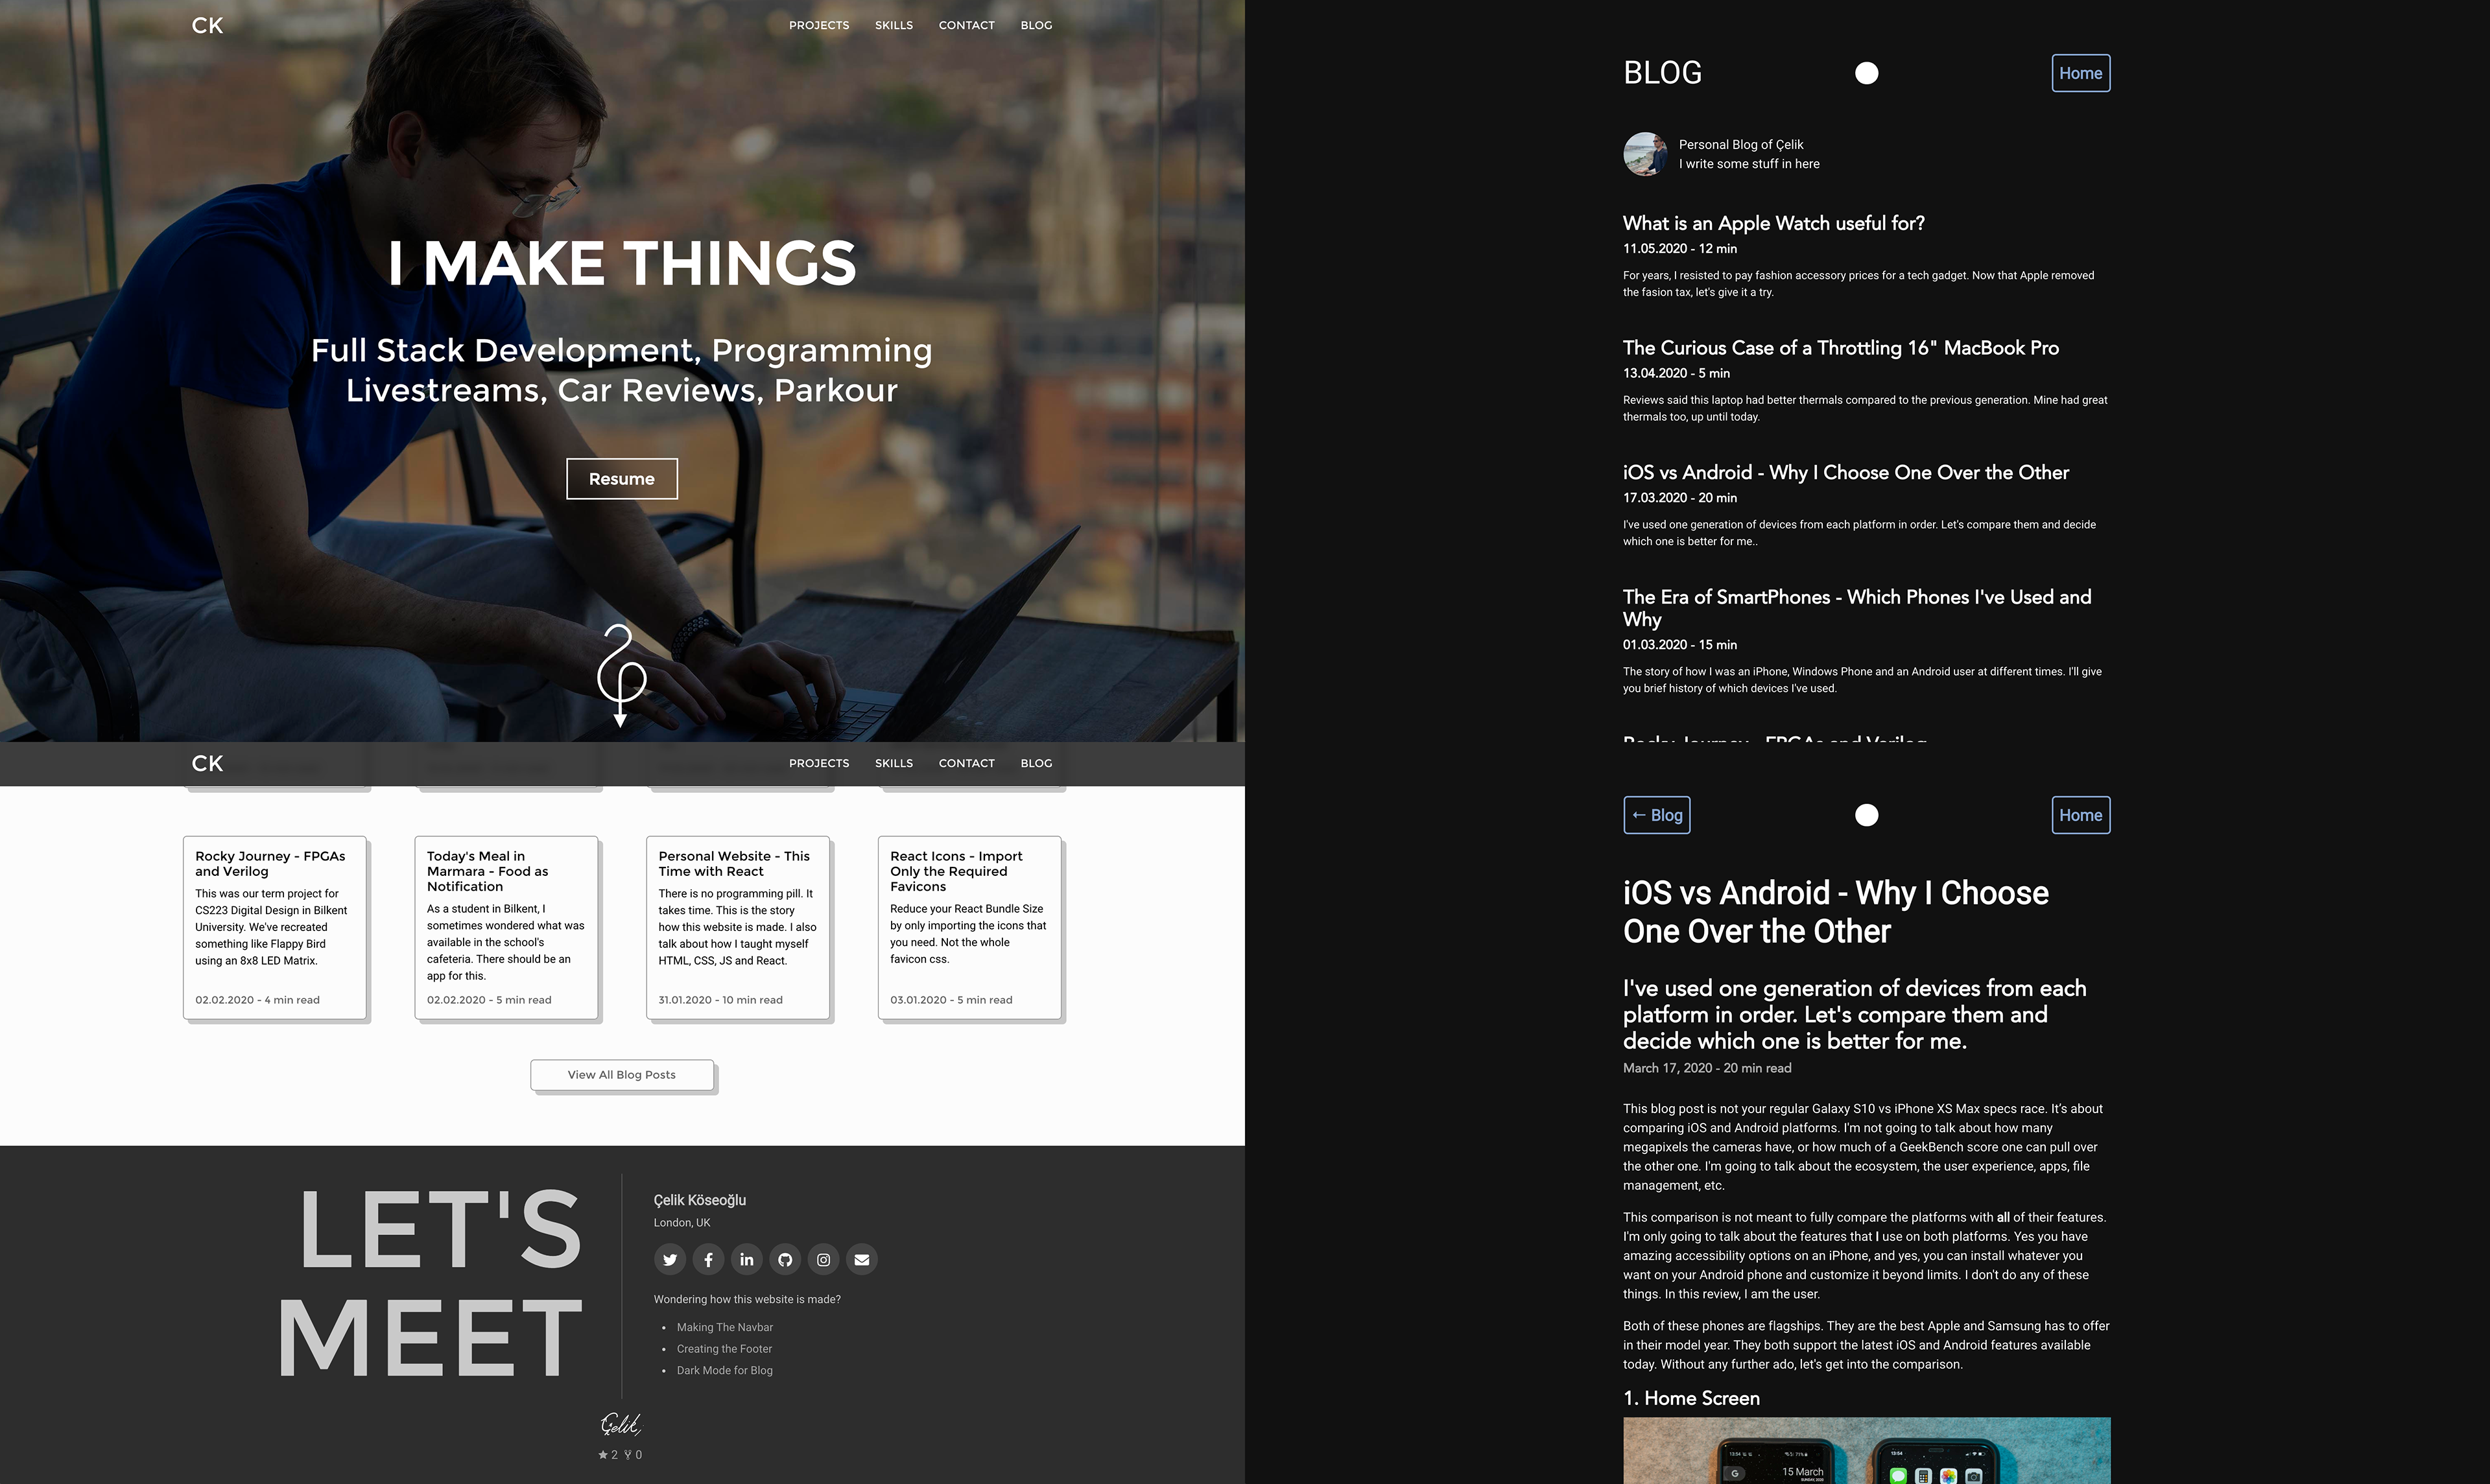 CK
PROJECTS SKILLS CONTACT BLOG
I MAKE THINGS
Full Stack Development, Programming
Livestreams, Car Reviews, Parkour
Resume
BLOG
Home
Personal Blog of Çelik
I write some stuff in here
What is an Apple Watch useful for?
11.05.2020 - 12 min
For years, I resisted to pay fashion accessory prices for a tech gadget. Now that Apple removed
the fasion tax, let's give it a try.
The Curious Case of a Throttling 16" MacBook Pro
13.04.2020 - 5 min
Reviews said this laptop had better thermals compared to the previous generation. Mine had great
thermals too, up until today.
iOS vs Android - Why I Choose One Over the Other
17.03.2020 - 20 min
I've used one generation of devices from each platform in order. Let's compare them and decide
which one is better for me..
The Era of SmartPhones - Which Phones I've Used and
Why
01.03.2020 - 15 min
The story of how I was an iPhone, Windows Phone and an Android user at different times. I'll give
you brief history of which devices I've used.
Rocky Journey - FPGAs and Verilog
CK
PROJECTS SKILLS CONTACT BLOG
Rocky Journey - FPGAs
and Verilog
This was our term project for
CS223 Digital Design in Bilkent
University. We've recreated
something like Flappy Bird
using an 8x8 LED Matrix.
02.02.2020 - 4 min read
Today's Meal in
Marmara - Food as
Notification
As a student in Bilkent, I
sometimes wondered what was
available in the school's
cafeteria. There should be an
app for this.
02.02.2020 - 5 min read
Personal Website - This
Time with React
There is no programming pill. It
takes time. This is the story
how this website is made. I also
talk about how I taught myself
HTML, CSS, JS and React.
31.01.2020 - 10 min read
React Icons - Import
Only the Required
Favicons
Reduce your React Bundle Size
by only importing the icons that
you need. Not the whole
favicon css.
03.01.2020 - 5 min read
View All Blog Posts
LET'S
MEET
Çelik Köseoğlu
London, UK
Wondering how this website is made?
Making The Navbar
Creating the Footer
Dark Mode for Blog
Çelik
2 0
← Blog
Home
iOS vs Android - Why I Choose
One Over the Other
I've used one generation of devices from each
platform in order. Let's compare them and
decide which one is better for me.
March 17, 2020 - 20 min read
This blog post is not your regular Galaxy S10 vs iPhone XS Max specs race. It's about
comparing iOS and Android platforms. I'm not going to talk about how many
megapixels the cameras have, or how much of a GeekBench score one can pull over
the other one. I'm going to talk about the ecosystem, the user experience, apps, file
management, etc.
This comparison is not meant to fully compare the platforms with all of their features.
I'm only going to talk about the features that I use on both platforms. Yes you have
amazing accessibility options on an iPhone, and yes, you can install whatever you
want on your Android phone and customize it beyond limits. I don't do any of these
things. In this review, I am the user.
Both of these phones are flagships. They are the best Apple and Samsung has to offer
in their model year. They both support the latest iOS and Android features available
today. Without any further ado, let's get into the comparison.
1. Home Screen
13:54
G
15 March
13:54